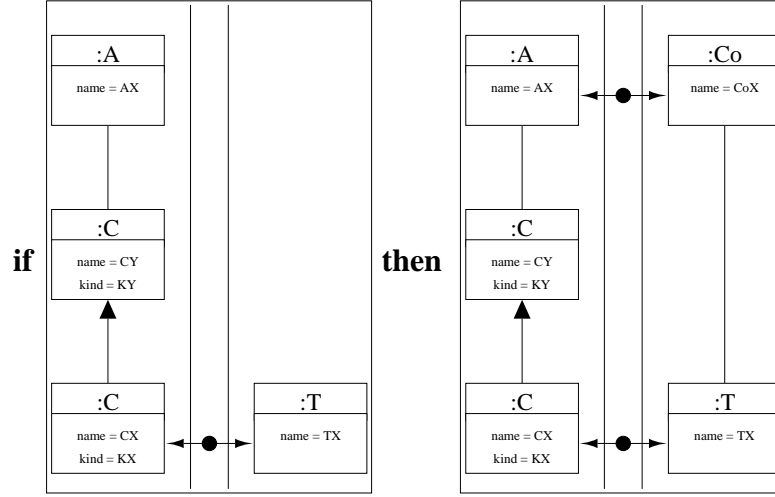 if
:A
name = AX
:C
name = CY
kind = KY
:C
name = CX
kind = KX
:T
name = TX
then
:A
name = AX
:Co
name = CoX
:C
name = CY
kind = KY
:C
name = CX
kind = KX
:T
name = TX